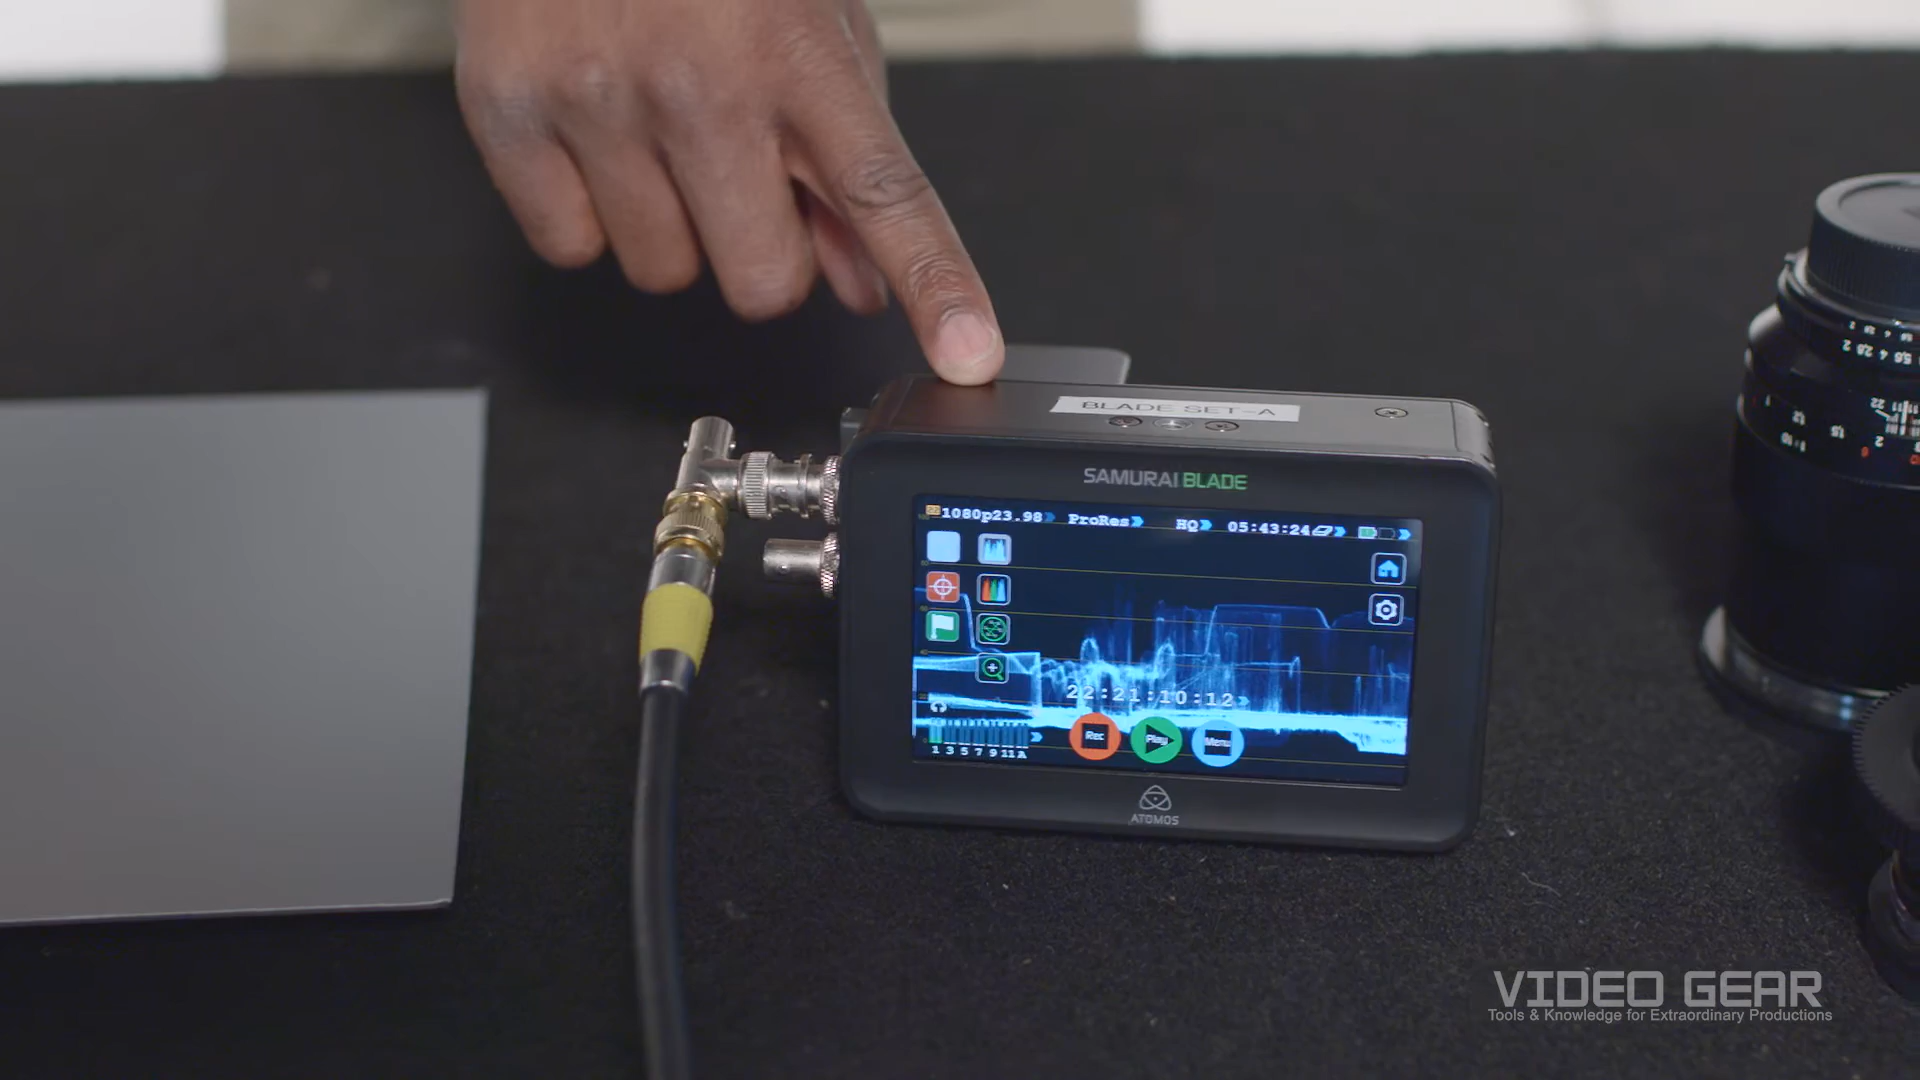 BLADE SET-A
SAMURAI BLADE
1080p23.98 ProRes HQ 05:43:24
22:21:10:12
Rec Play Menu
1 3 5 7 9 11 A
ATOMOS
VIDEO GEAR
Tools & Knowledge for Extraordinary Productions